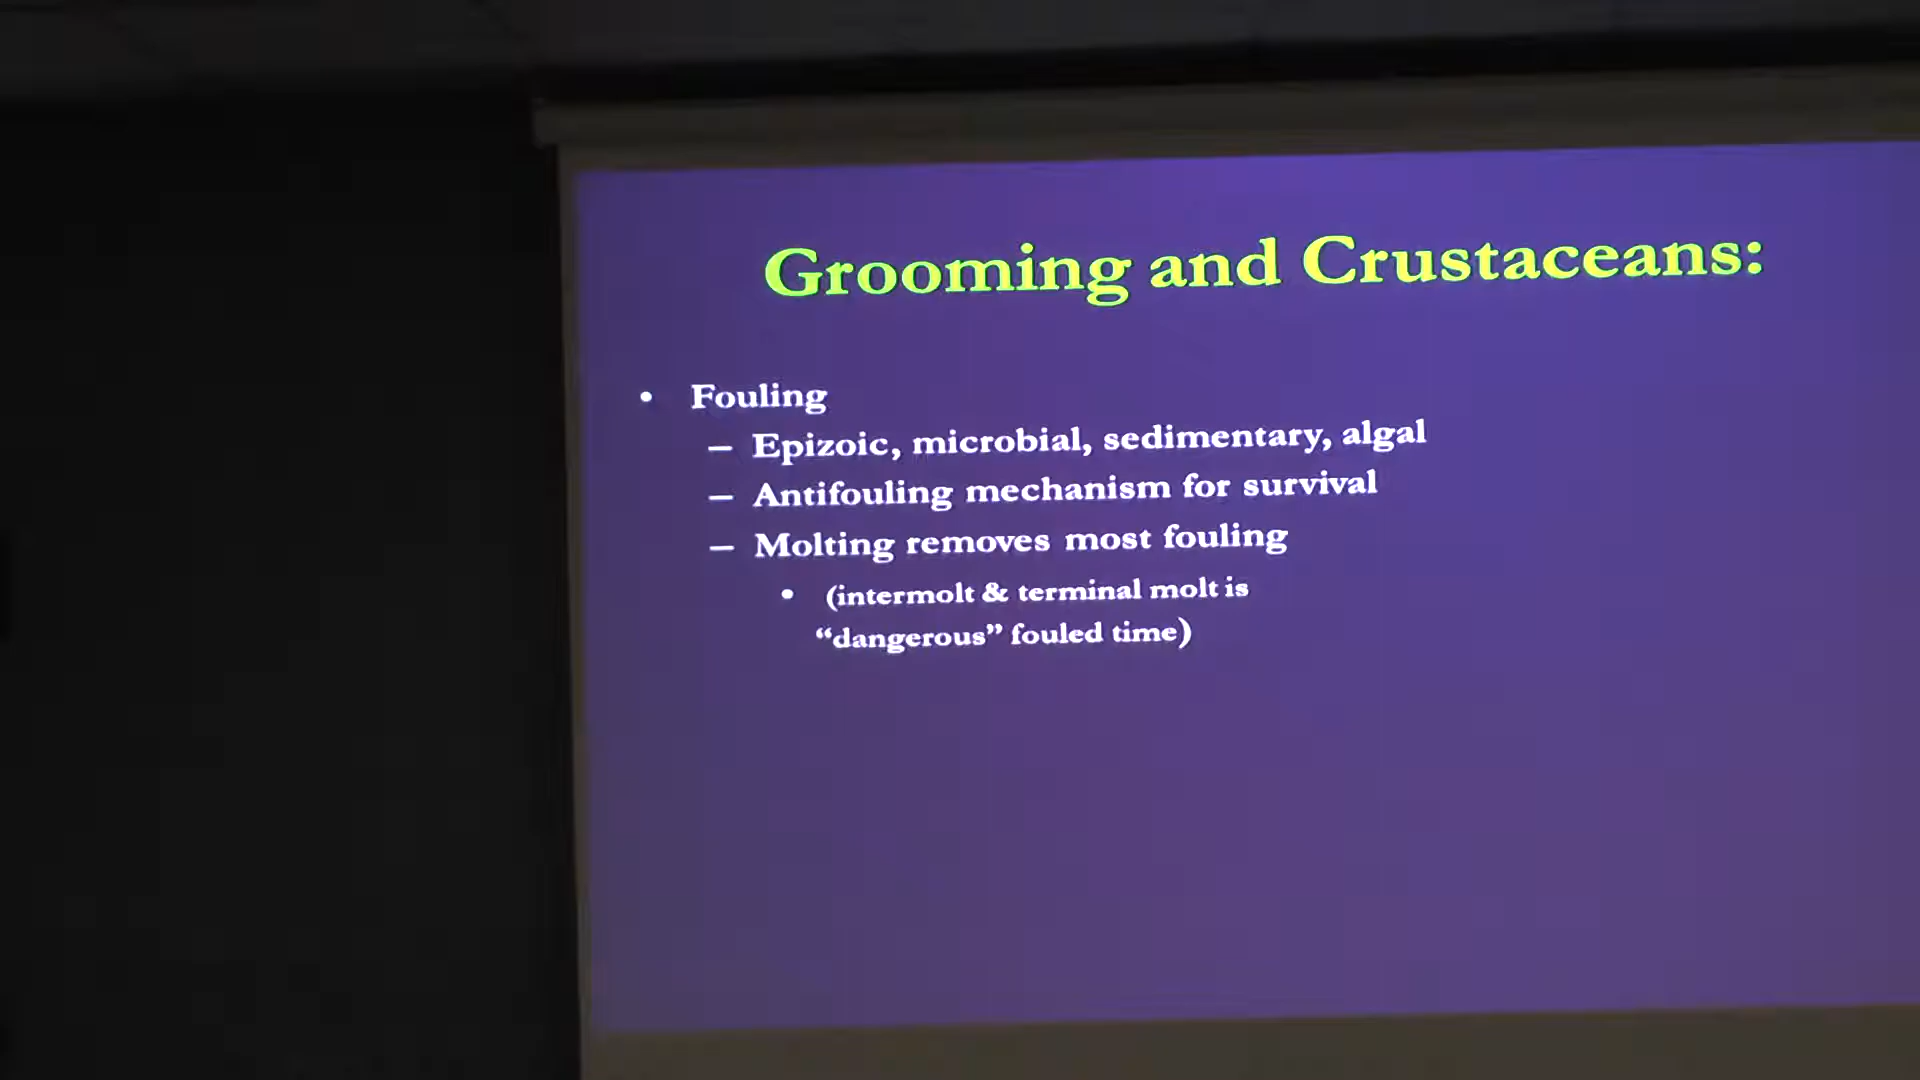 Grooming and Crustaceans:
• Fouling
– Epizoic, microbial, sedimentary, algal
– Antifouling mechanism for survival
– Molting removes most fouling
• (intermolt & terminal molt is
“dangerous” fouled time)